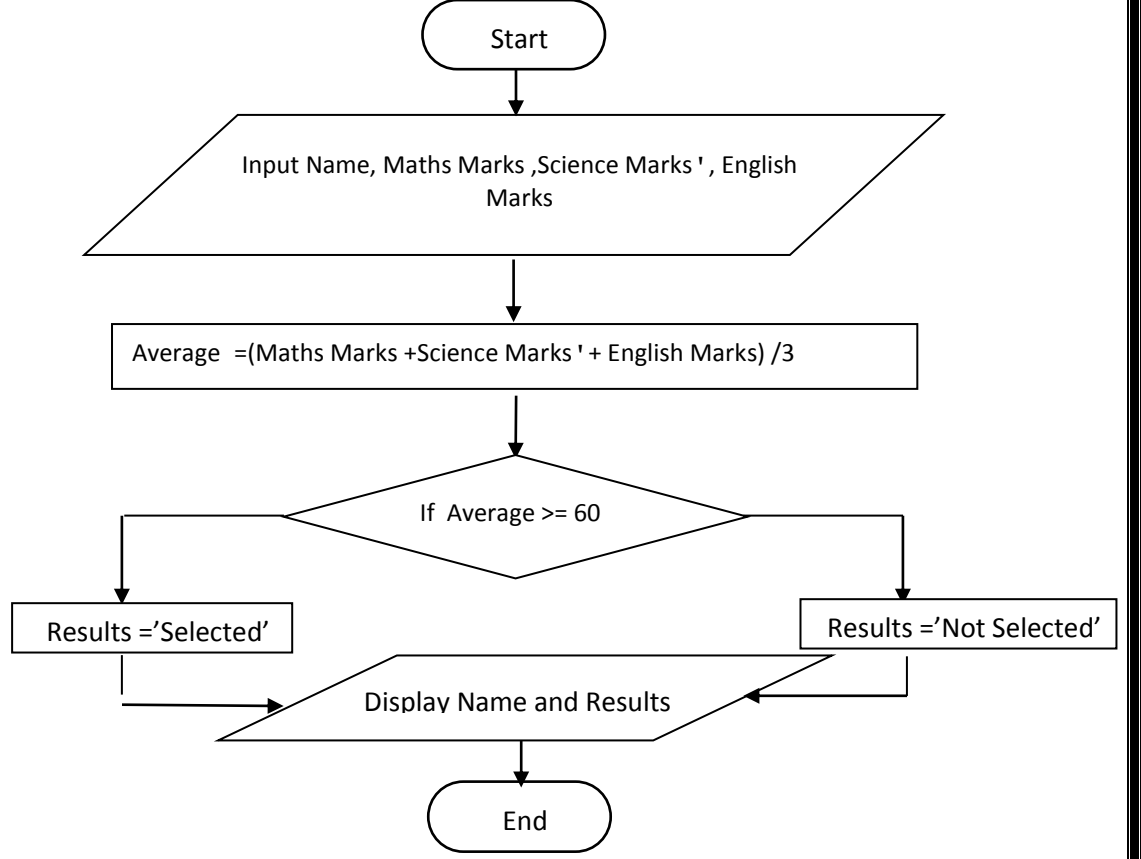 Start
Input Name, Maths Marks ,Science Marks ' , English
Marks
Average  =(Maths Marks +Science Marks ' + English Marks) /3
If  Average >= 60
Results =’Selected’
Results =’Not Selected’
Display Name and Results
End